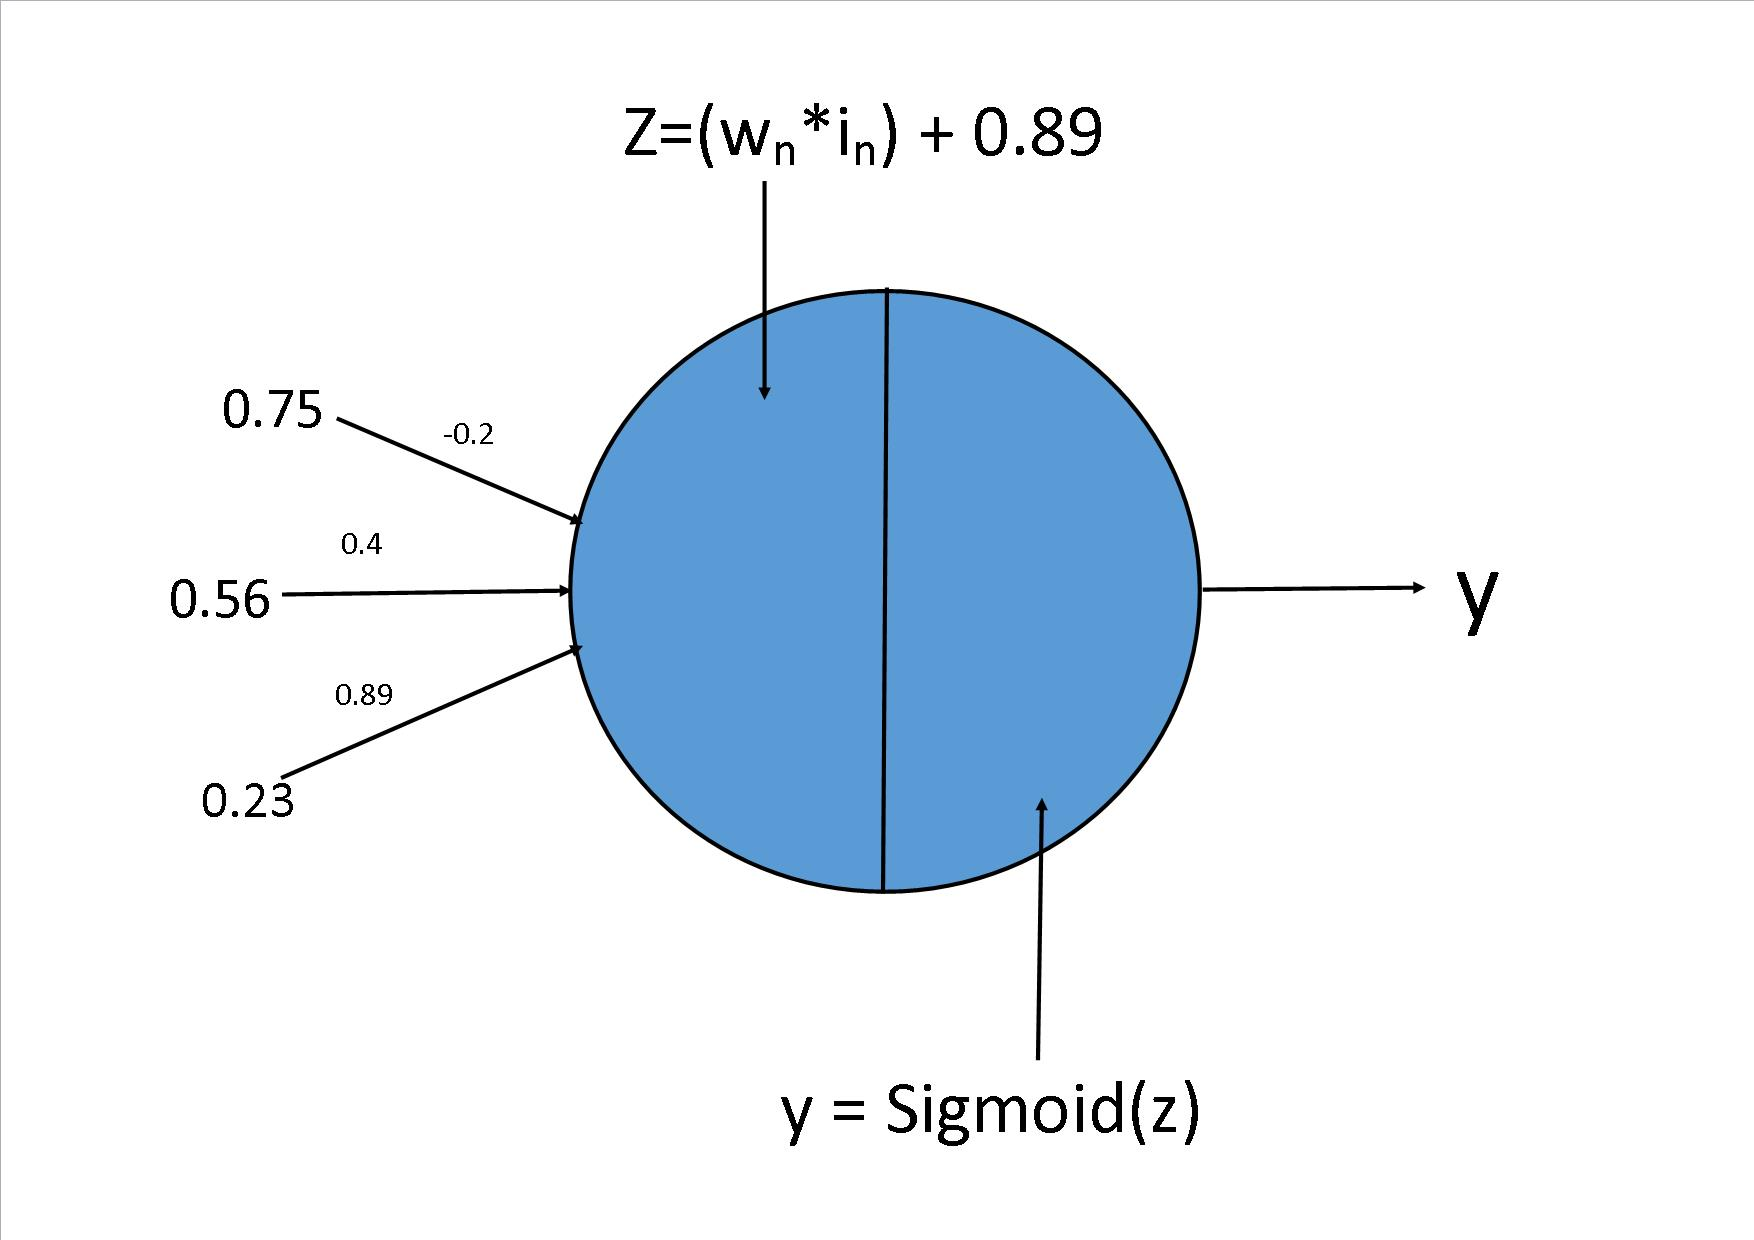 Z=(wₙ*iₙ) + 0.89
0.75
-0.2
0.4
0.56
0.89
0.23
y
y = Sigmoid(z)